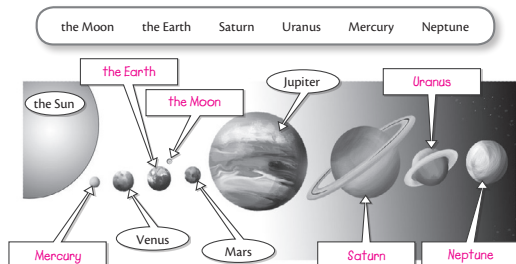 the Moon the Earth Saturn Uranus Mercury Neptune
the Earth
Jupiter
Uranus
the Sun
the Moon
Venus
Mars
Mercury
Saturn
Neptune